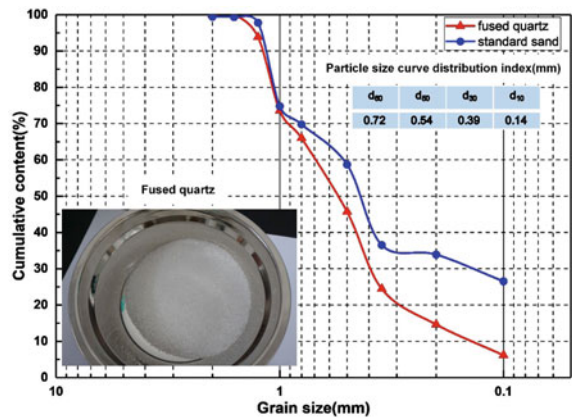 100
90
80
70
60
50
40
30
20
10
0
Cumulative content(%)
fused quartz
standard sand
Particle size curve distribution index(mm)
d60 d50 d30 d10
0.72 0.54 0.39 0.14
Fused quartz
10 1 0.1
Grain size(mm)